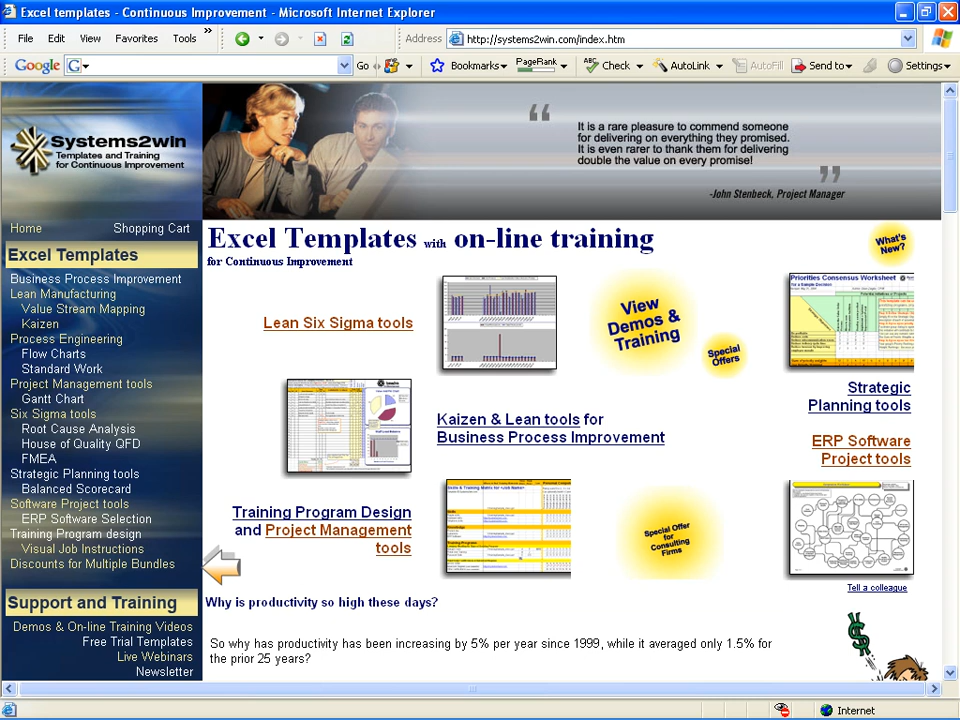 Excel templates - Continuous Improvement - Microsoft Internet Explorer
File Edit View Favorites Tools »
Address http://systems2win.com/index.htm
Google G Go Bookmarks PageRank Check AutoLink AutoFill Send to Settings
Systems2win
Templates and Training
for Continuous Improvement
“
It is a rare pleasure to commend someone
for delivering on everything they promised.
It is even rarer to thank them for delivering
double the value on every promise!
”
-John Stenbeck, Project Manager
Home Shopping Cart
Excel Templates
Business Process Improvement
Lean Manufacturing
Value Stream Mapping
Kaizen
Process Engineering
Flow Charts
Standard Work
Project Management tools
Gantt Chart
Six Sigma tools
Root Cause Analysis
House of Quality QFD
FMEA
Strategic Planning tools
Balanced Scorecard
Software Project tools
ERP Software Selection
Training Program design
Visual Job Instructions
Discounts for Multiple Bundles
Support and Training
Demos & On-line Training Videos
Free Trial Templates
Live Webinars
Newsletter
Excel Templates with on-line training
for Continuous Improvement
What's
New?
Lean Six Sigma tools
View
Demos &
Training
Special
Offers
Priorities Consensus Worksheet
for a Sample Decision
Strategic
Planning tools
Kaizen & Lean tools for
Business Process Improvement
ERP Software
Project tools
Training Program Design
and Project Management
tools
Special Offer
for
Consulting
Firms
Tell a colleague
Why is productivity so high these days?
So why has productivity has been increasing by 5% per year since 1999, while it averaged only 1.5% for
the prior 25 years?
Internet